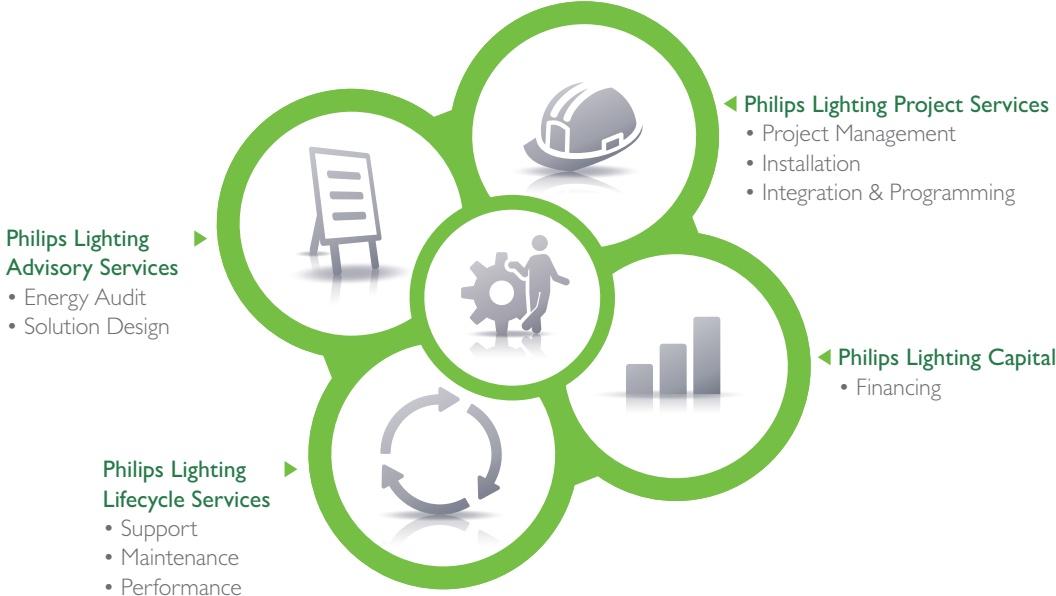 Philips Lighting Project Services
• Project Management
• Installation
• Integration & Programming
Philips Lighting
Advisory Services
• Energy Audit
• Solution Design
Philips Lighting Capital
• Financing
Philips Lighting
Lifecycle Services
• Support
• Maintenance
• Performance